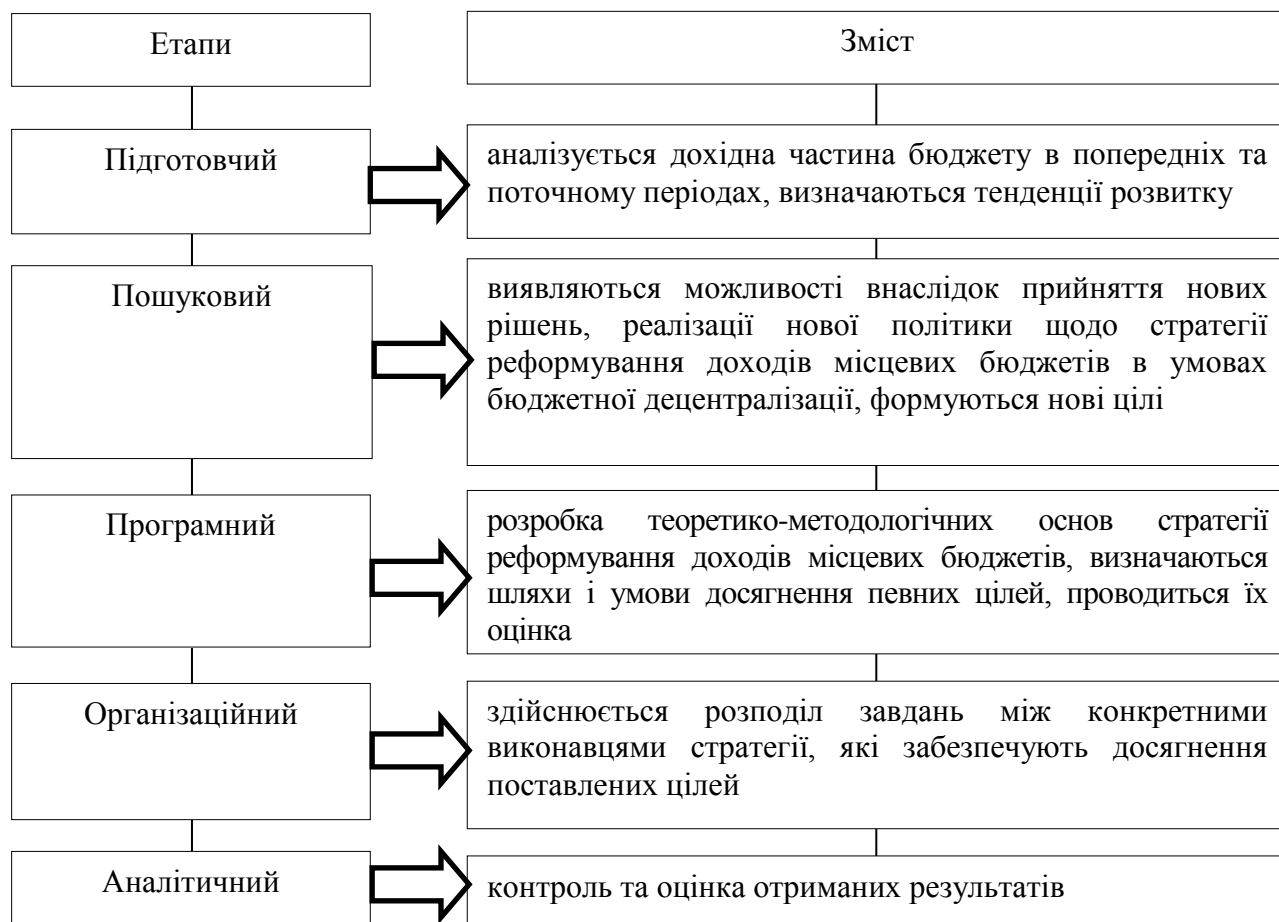 Етапи
Зміст
Підготовчий
аналізується дохідна частина бюджету в попередніх та
поточному періодах, визначаються тенденції розвитку
Пошуковий
виявляються можливості внаслідок прийняття нових
рішень, реалізації нової політики щодо стратегії
реформування доходів місцевих бюджетів в умовах
бюджетної децентралізації, формуються нові цілі
Програмний
розробка теоретико-методологічних основ стратегії
реформування доходів місцевих бюджетів, визначаються
шляхи і умови досягнення певних цілей, проводиться їх
оцінка
Організаційний
здійснюється розподіл завдань між конкретними
виконавцями стратегії, які забезпечують досягнення
поставлених цілей
Аналітичний
контроль та оцінка отриманих результатів